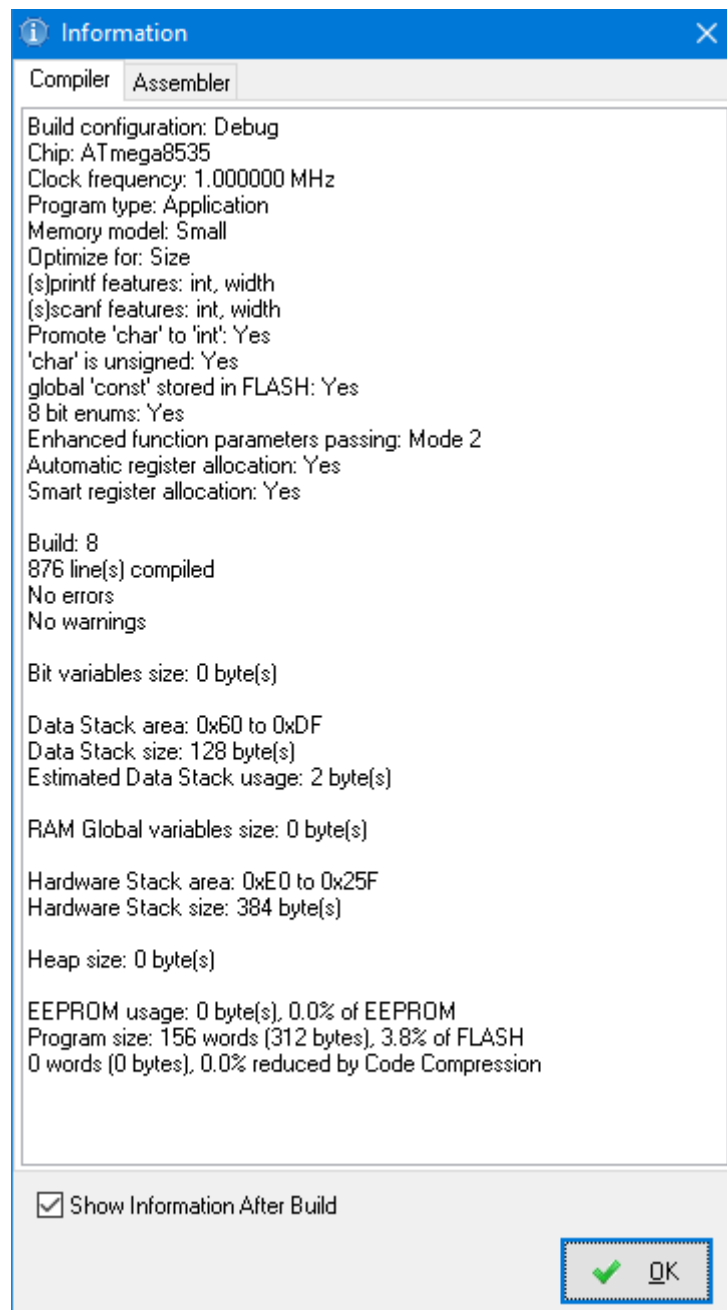 Information
Compiler
Assembler
Build configuration: Debug
Chip: ATmega8535
Clock frequency: 1.000000 MHz
Program type: Application
Memory model: Small
Optimize for: Size
(s)printf features: int, width
(s)scanf features: int, width
Promote 'char' to 'int': Yes
'char' is unsigned: Yes
global 'const' stored in FLASH: Yes
8 bit enums: Yes
Enhanced function parameters passing: Mode 2
Automatic register allocation: Yes
Smart register allocation: Yes
Build: 8
876 line(s) compiled
No errors
No warnings
Bit variables size: 0 byte(s)
Data Stack area: 0x60 to 0xDF
Data Stack size: 128 byte(s)
Estimated Data Stack usage: 2 byte(s)
RAM Global variables size: 0 byte(s)
Hardware Stack area: 0xE0 to 0x25F
Hardware Stack size: 384 byte(s)
Heap size: 0 byte(s)
EEPROM usage: 0 byte(s), 0.0% of EEPROM
Program size: 156 words (312 bytes), 3.8% of FLASH
0 words (0 bytes), 0.0% reduced by Code Compression
Show Information After Build
OK